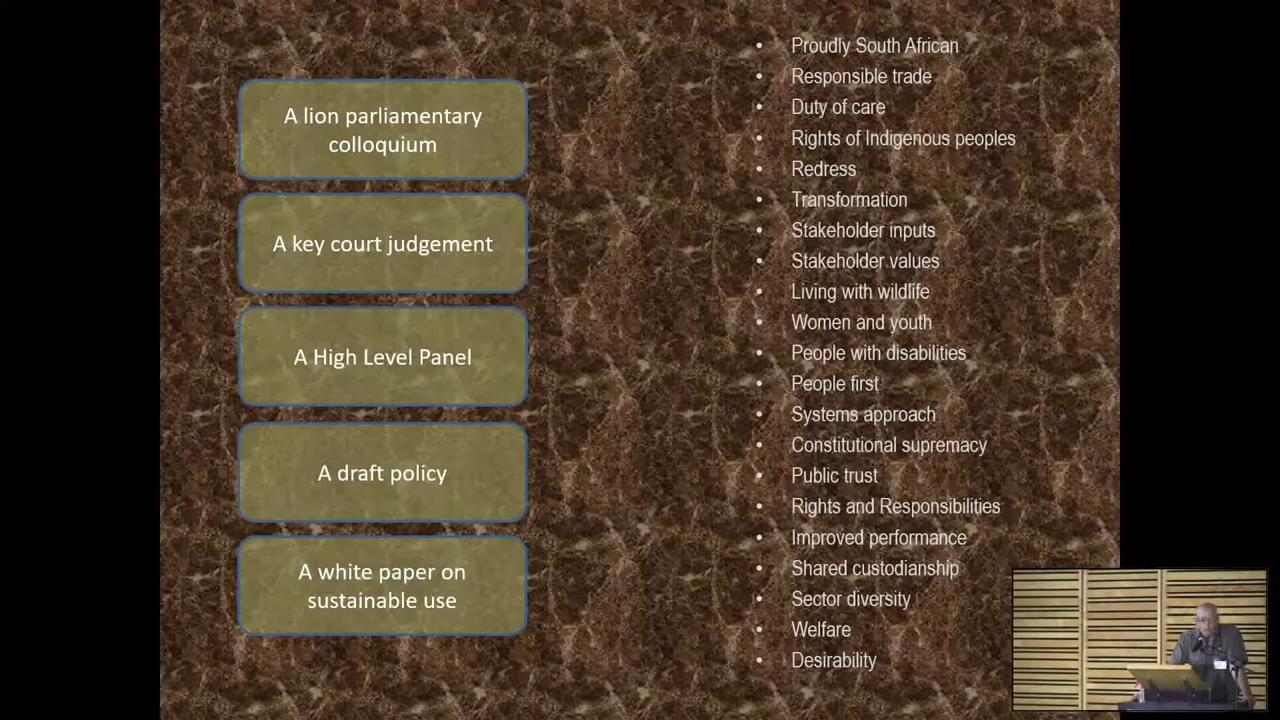 A lion parliamentary
colloquium
A key court judgement
A High Level Panel
A draft policy
A white paper on
sustainable use
• Proudly South African
• Responsible trade
• Duty of care
• Rights of Indigenous peoples
• Redress
• Transformation
• Stakeholder inputs
• Stakeholder values
• Living with wildlife
• Women and youth
• People with disabilities
• People first
• Systems approach
• Constitutional supremacy
• Public trust
• Rights and Responsibilities
• Improved performance
• Shared custodianship
• Sector diversity
• Welfare
• Desirability